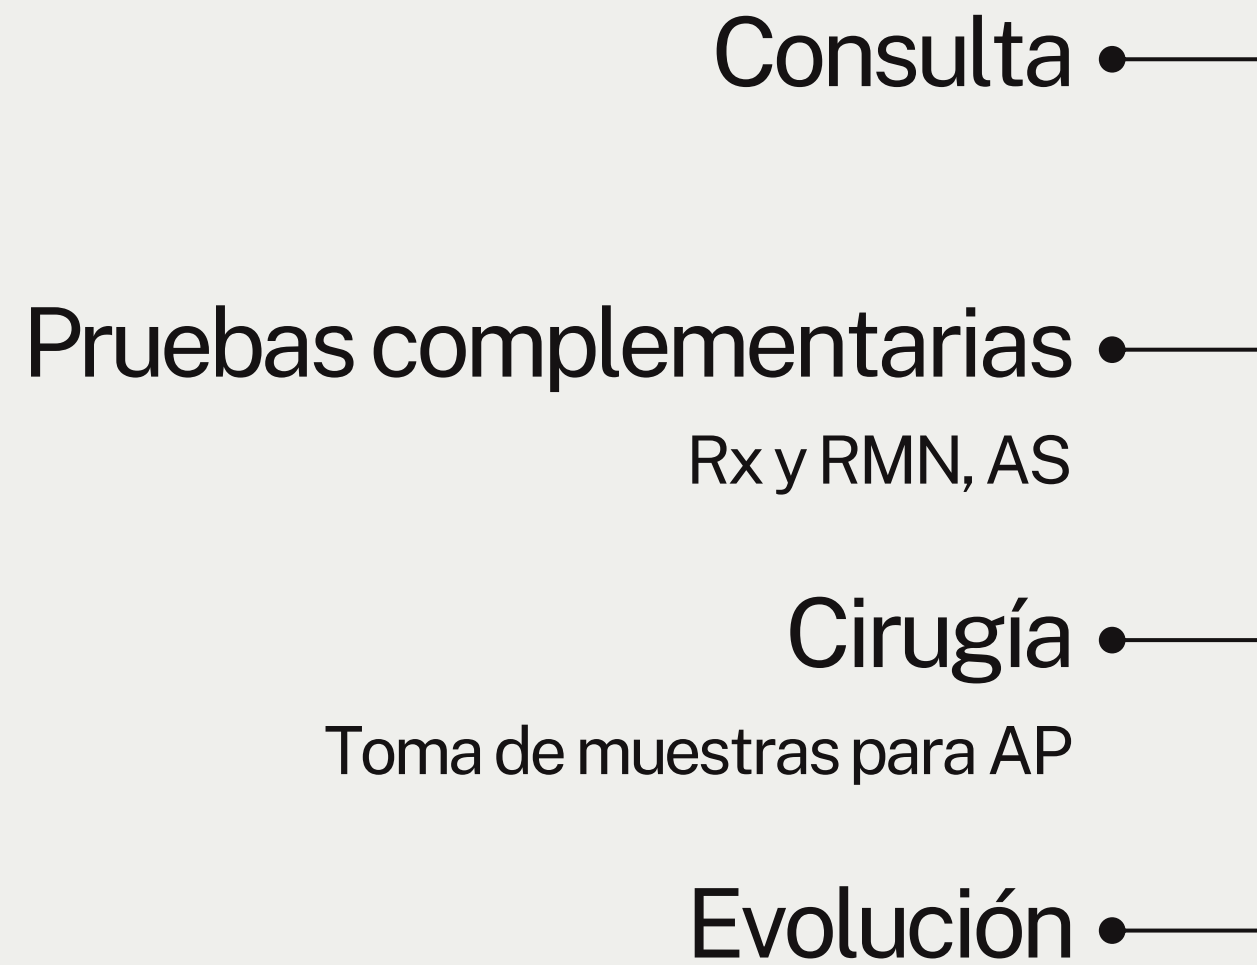 Consulta
Pruebas complementarias
Rx y RMN, AS
Cirugía
Toma de muestras para AP
Evolución